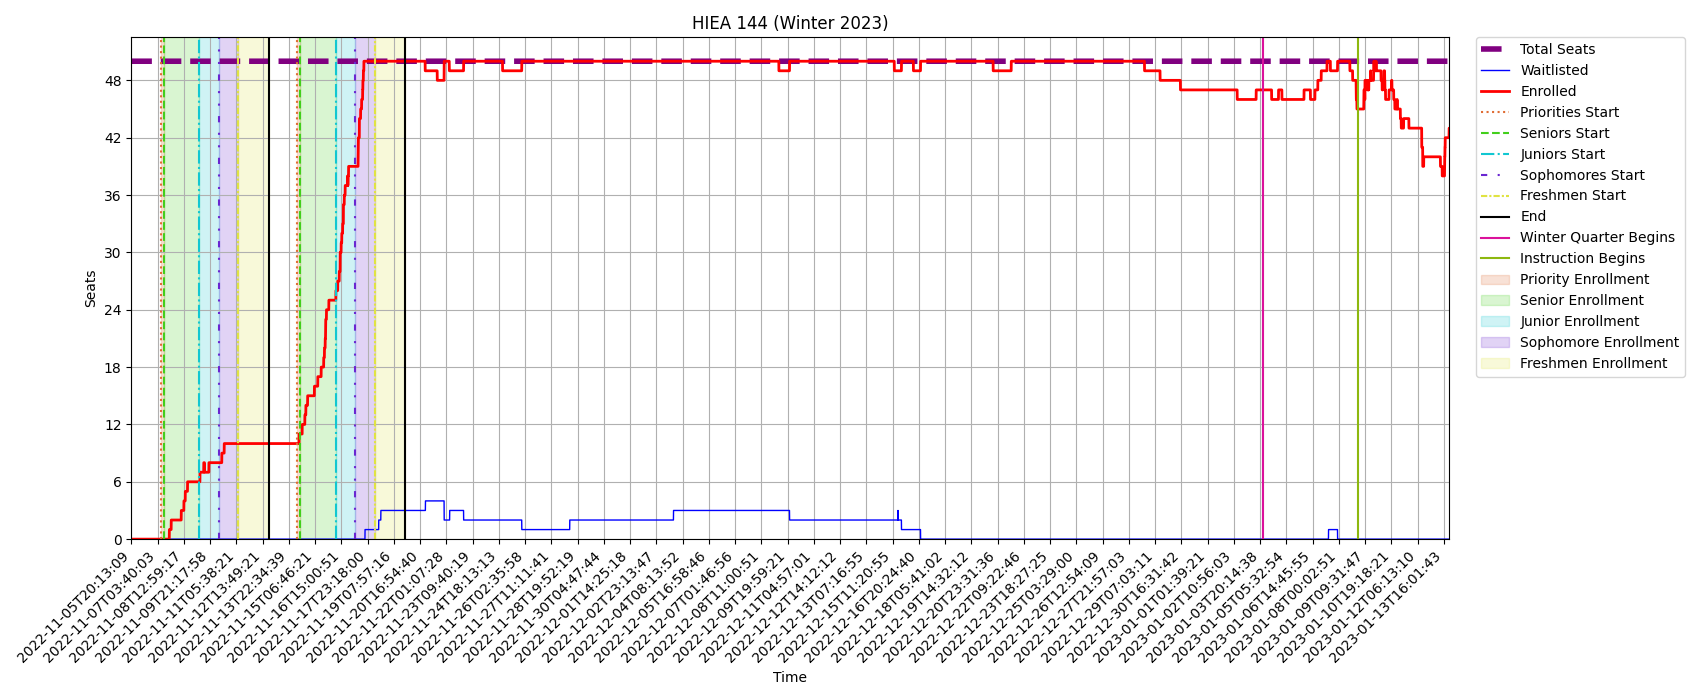 HIEA 144 (Winter 2023)
Total Seats
Waitlisted
Enrolled
Priorities Start
Seniors Start
Juniors Start
Sophomores Start
Freshmen Start
End
Winter Quarter Begins
Instruction Begins
Priority Enrollment
Senior Enrollment
Junior Enrollment
Sophomore Enrollment
Freshmen Enrollment
Seats
48
42
36
30
24
18
12
6
0
2022-11-05T20:13:09
2022-11-07T03:40:03
2022-11-08T12:59:17
2022-11-09T21:17:58
2022-11-11T05:38:21
2022-11-12T13:49:21
2022-11-13T22:34:39
2022-11-15T06:46:21
2022-11-16T15:00:51
2022-11-17T23:18:00
2022-11-19T07:57:16
2022-11-20T16:54:40
2022-11-22T01:07:28
2022-11-23T09:40:19
2022-11-24T18:13:13
2022-11-26T02:35:58
2022-11-27T11:11:41
2022-11-28T19:52:19
2022-11-30T04:47:44
2022-12-01T14:25:18
2022-12-02T23:13:47
2022-12-04T08:13:52
2022-12-05T16:58:46
2022-12-07T01:46:56
2022-12-08T11:00:51
2022-12-09T19:59:21
2022-12-11T04:57:01
2022-12-12T14:12:12
2022-12-13T07:16:55
2022-12-15T11:20:55
2022-12-16T20:24:40
2022-12-18T05:41:02
2022-12-19T14:32:12
2022-12-20T23:31:36
2022-12-22T09:22:46
2022-12-23T18:27:25
2022-12-25T03:29:00
2022-12-26T12:54:09
2022-12-27T21:57:03
2022-12-29T07:03:11
2022-12-30T16:31:42
2023-01-01T01:39:21
2023-01-02T10:56:03
2023-01-03T20:14:38
2023-01-05T05:32:54
2023-01-06T14:45:55
2023-01-08T00:02:51
2023-01-09T09:31:47
2023-01-10T19:18:21
2023-01-12T06:13:10
2023-01-13T16:01:43
Time